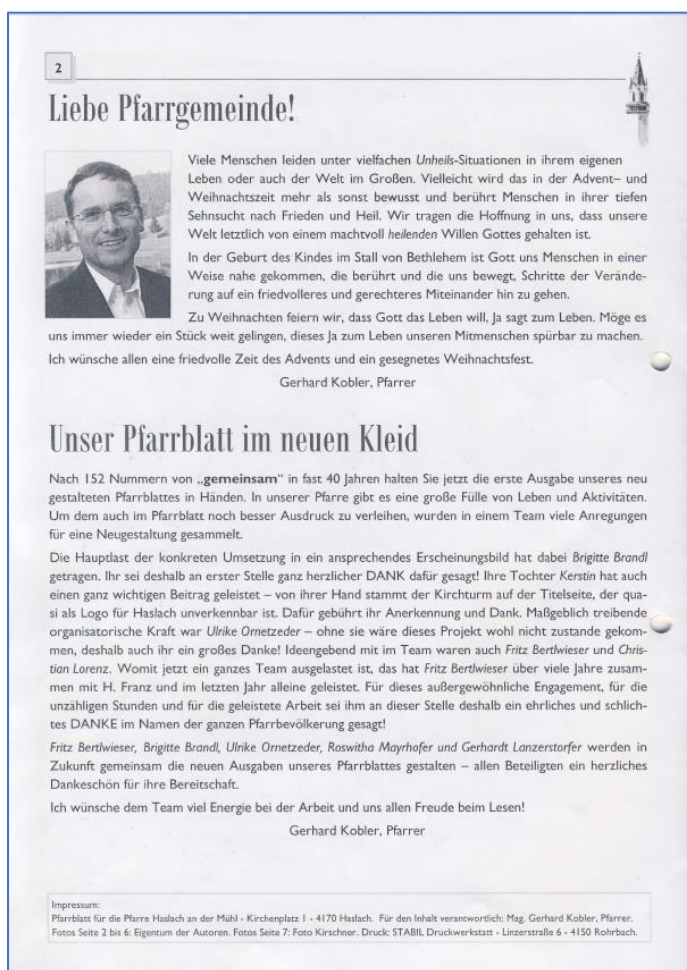 2
Liebe Pfarrgemeinde!
Viele Menschen leiden unter vielfachen Unheils-Situationen in ihrem eigenen
Leben oder auch der Welt im Großen. Vielleicht wird das in der Advent– und
Weihnachtszeit mehr als sonst bewusst und berührt Menschen in ihrer tiefen
Sehnsucht nach Frieden und Heil. Wir tragen die Hoffnung in uns, dass unsere
Welt letztlich von einem machtvoll heilenden Willen Gottes gehalten ist.
In der Geburt des Kindes im Stall von Bethlehem ist Gott uns Menschen in einer
Weise nahe gekommen, die berührt und die uns bewegt, Schritte der Verände-
rung auf ein friedvolleres und gerechteres Miteinander hin zu gehen.
Zu Weihnachten feiern wir, dass Gott das Leben will, Ja sagt zum Leben. Möge es
uns immer wieder ein Stück weit gelingen, dieses Ja zum Leben unseren Mitmenschen spürbar zu machen.
Ich wünsche allen eine friedvolle Zeit des Advents und ein gesegnetes Weihnachtsfest.
Gerhard Kobler, Pfarrer
Unser Pfarrblatt im neuen Kleid
Nach 152 Nummern von „gemeinsam“ in fast 40 Jahren halten Sie jetzt die erste Ausgabe unseres neu
gestalteten Pfarrblattes in Händen. In unserer Pfarre gibt es eine große Fülle von Leben und Aktivitäten.
Um dem auch im Pfarrblatt noch besser Ausdruck zu verleihen, wurden in einem Team viele Anregungen
für eine Neugestaltung gesammelt.
Die Hauptlast der konkreten Umsetzung in ein ansprechendes Erscheinungsbild hat dabei Brigitte Brandl
getragen. Ihr sei deshalb an erster Stelle ganz herzlicher DANK dafür gesagt! Ihre Tochter Kerstin hat auch
einen ganz wichtigen Beitrag geleistet – von ihrer Hand stammt der Kirchturm auf der Titelseite, der qua-
si als Logo für Haslach unverkennbar ist. Dafür gebührt ihr Anerkennung und Dank. Maßgeblich treibende
organisatorische Kraft war Ulrike Ornetzeder – ohne sie wäre dieses Projekt wohl nicht zustande gekom-
men, deshalb auch ihr ein großes Danke! Ideengebend mit im Team waren auch Fritz Bertlwieser und Chris-
tian Lorenz. Womit jetzt ein ganzes Team ausgelastet ist, das hat Fritz Bertlwieser über viele Jahre zusam-
men mit H. Franz und im letzten Jahr alleine geleistet. Für dieses außergewöhnliche Engagement, für die
unzähligen Stunden und für die geleistete Arbeit sei ihm an dieser Stelle deshalb ein ehrliches und schlich-
tes DANKE im Namen der ganzen Pfarrbevölkerung gesagt!
Fritz Bertlwieser, Brigitte Brandl, Ulrike Ornetzeder, Roswitha Mayrhofer und Gerhardt Lanzerstorfer werden in
Zukunft gemeinsam die neuen Ausgaben unseres Pfarrblattes gestalten – allen Beteiligten ein herzliches
Dankeschön für ihre Bereitschaft.
Ich wünsche dem Team viel Energie bei der Arbeit und uns allen Freude beim Lesen!
Gerhard Kobler, Pfarrer
Impressum:
Pfarrblatt für die Pfarre Haslach an der Mühl - Kirchenplatz 1 - 4170 Haslach. Für den Inhalt verantwortlich: Mag. Gerhard Kobler, Pfarrer.
Fotos Seite 2 bis 6: Eigentum der Autoren. Fotos Seite 7: Foto Kirschner. Druck: STABIL Druckwerkstatt - Linzerstraße 6 - 4150 Rohrbach.